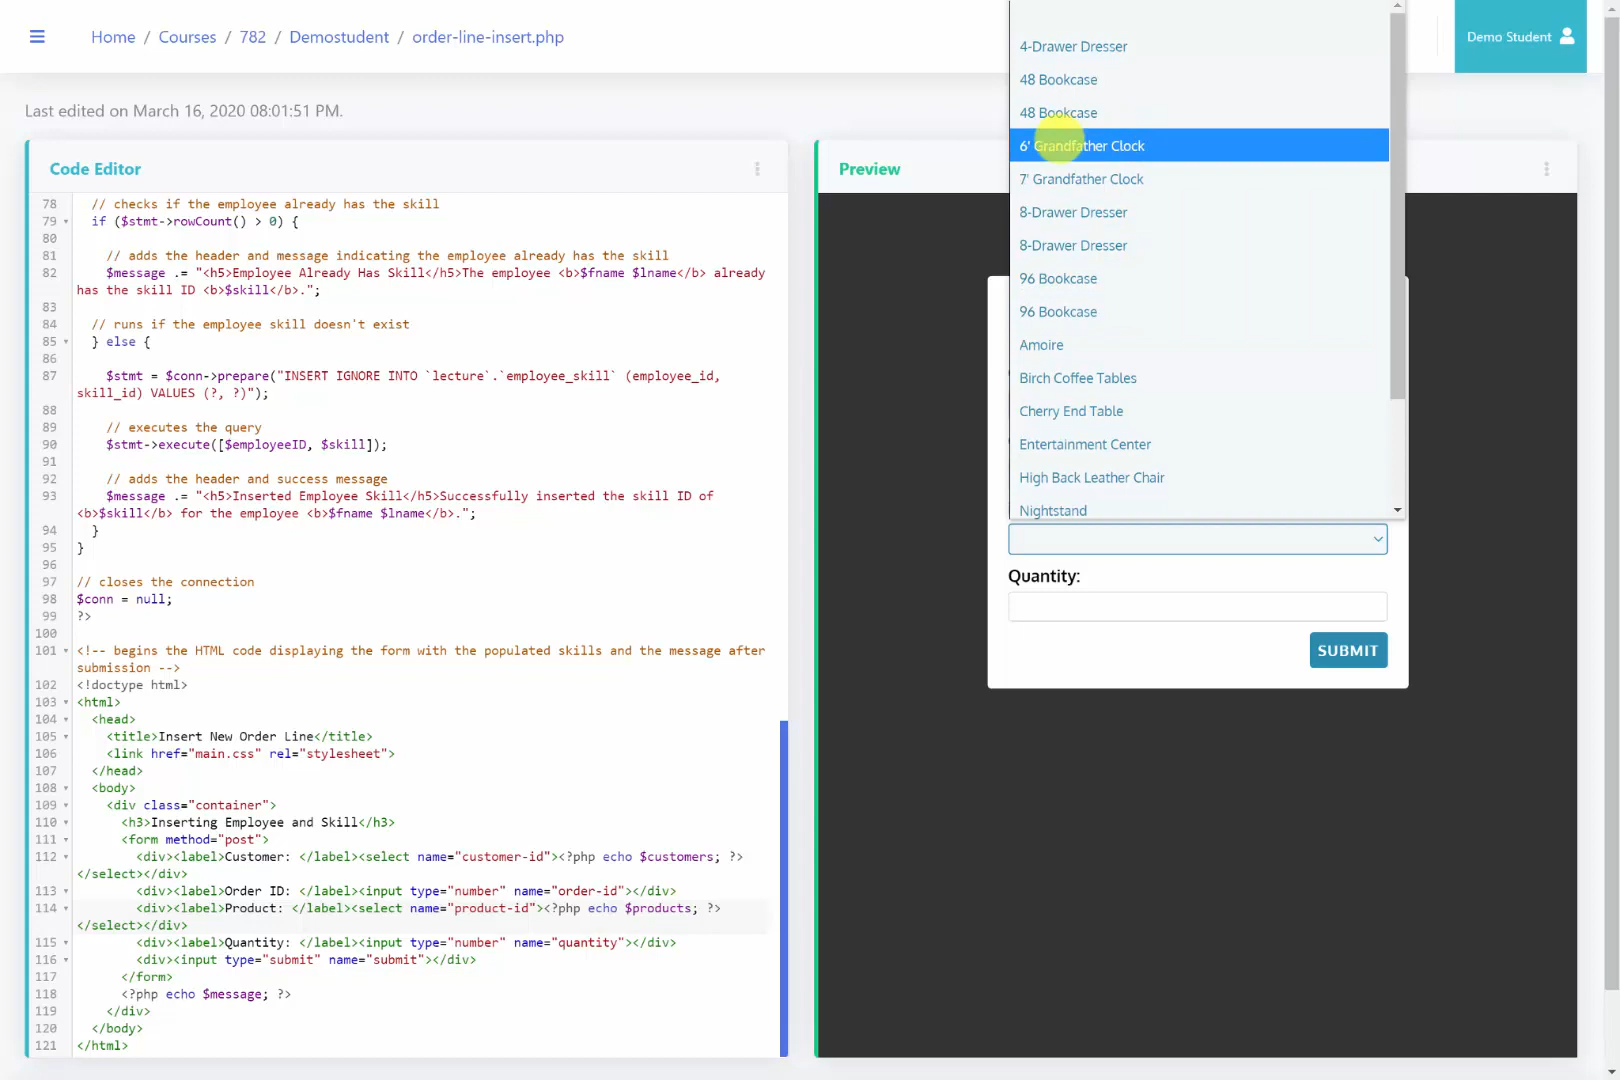 Home / Courses / 782 / Demostudent / order-line-insert.php
Demo Student
Last edited on March 16, 2020 08:01:51 PM.
Code Editor
78 // checks if the employee already has the skill
79 if ($stmt->rowCount() > 0) {
80
81 // adds the header and message indicating the employee already has the skill
82 $message .= "<h5>Employee Already Has Skill</h5>The employee <b>$fname $lname</b> already
has the skill ID <b>$skill</b>.";
83
84 // runs if the employee skill doesn't exist
85 } else {
86
87 $stmt = $conn->prepare("INSERT IGNORE INTO `lecture`.`employee_skill` (employee_id,
skill_id) VALUES (?, ?)");
88
89 // executes the query
90 $stmt->execute([$employeeID, $skill]);
91
92 // adds the header and success message
93 $message .= "<h5>Inserted Employee Skill</h5>Successfully inserted the skill ID of
<b>$skill</b> for the employee <b>$fname $lname</b>.";
94 }
95 }
96
97 // closes the connection
98 $conn = null;
99 ?>
100
101 <!-- begins the HTML code displaying the form with the populated skills and the message after
submission -->
102 <!doctype html>
103 <html>
104 <head>
105 <title>Insert New Order Line</title>
106 <link href="main.css" rel="stylesheet">
107 </head>
108 <body>
109 <div class="container">
110 <h3>Inserting Employee and Skill</h3>
111 <form method="post">
112 <div><label>Customer: </label><select name="customer-id"><?php echo $customers; ?>
</select></div>
113 <div><label>Order ID: </label><input type="number" name="order-id"></div>
114 <div><label>Product: </label><select name="product-id"><?php echo $products; ?>
</select></div>
115 <div><label>Quantity: </label><input type="number" name="quantity"></div>
116 <div><input type="submit" name="submit"></div>
117 </form>
118 <?php echo $message; ?>
119 </div>
120 </body>
121 </html>
Preview
4-Drawer Dresser
48 Bookcase
48 Bookcase
6' Grandfather Clock
7' Grandfather Clock
8-Drawer Dresser
8-Drawer Dresser
96 Bookcase
96 Bookcase
Amoire
Birch Coffee Tables
Cherry End Table
Entertainment Center
High Back Leather Chair
Nightstand
Quantity:
SUBMIT